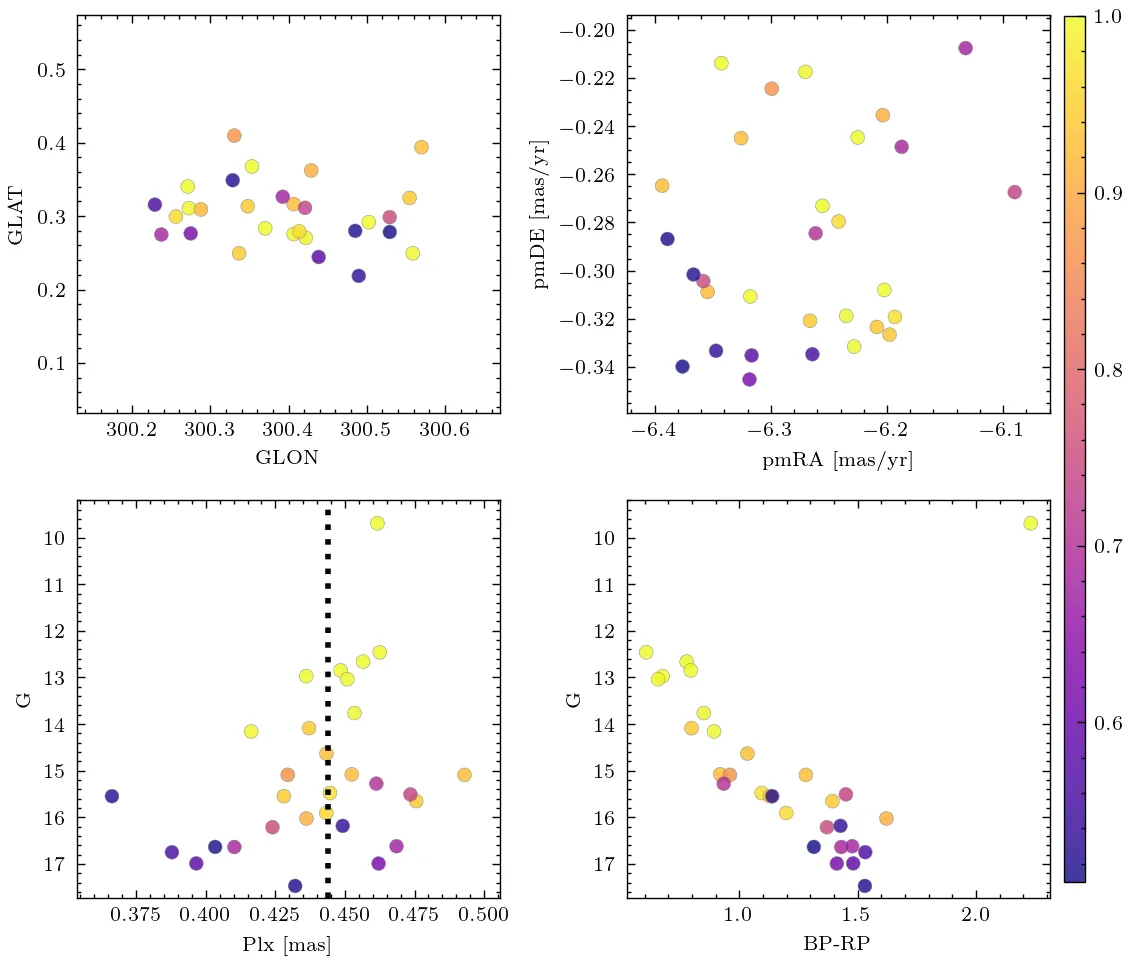 GLAT
0.5
0.4
0.3
0.2
0.1
300.2 300.3 300.4 300.5 300.6
GLON
pmDE [mas/yr]
−0.20
−0.22
−0.24
−0.26
−0.28
−0.30
−0.32
−0.34
−6.4 −6.3 −6.2 −6.1
pmRA [mas/yr]
1.0
0.9
0.8
0.7
0.6
G
10
11
12
13
14
15
16
17
0.375 0.400 0.425 0.450 0.475 0.500
Plx [mas]
G
10
11
12
13
14
15
16
17
1.0 1.5 2.0
BP-RP